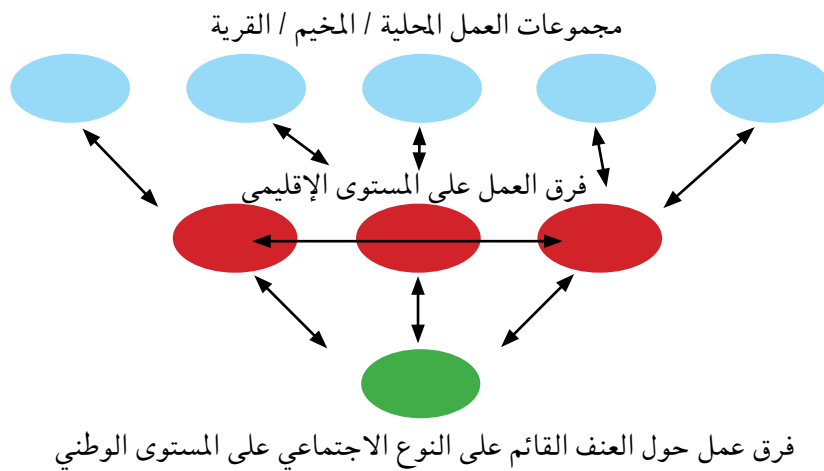 مجموعات العمل المحلية / المخيم / القرية
فرق العمل على المستوى الإقليمي
فرق عمل حول العنف القائم على النوع الاجتماعي على المستوى الوطني